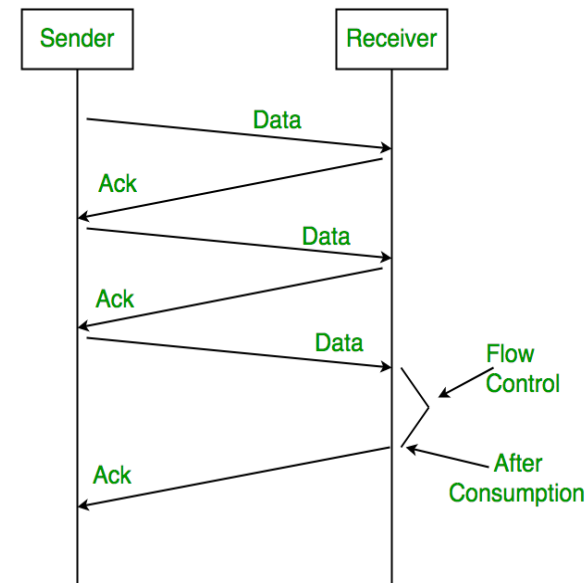 Sender
Receiver
Data
Ack
Data
Ack
Data
Flow
Control
After
Consumption
Ack